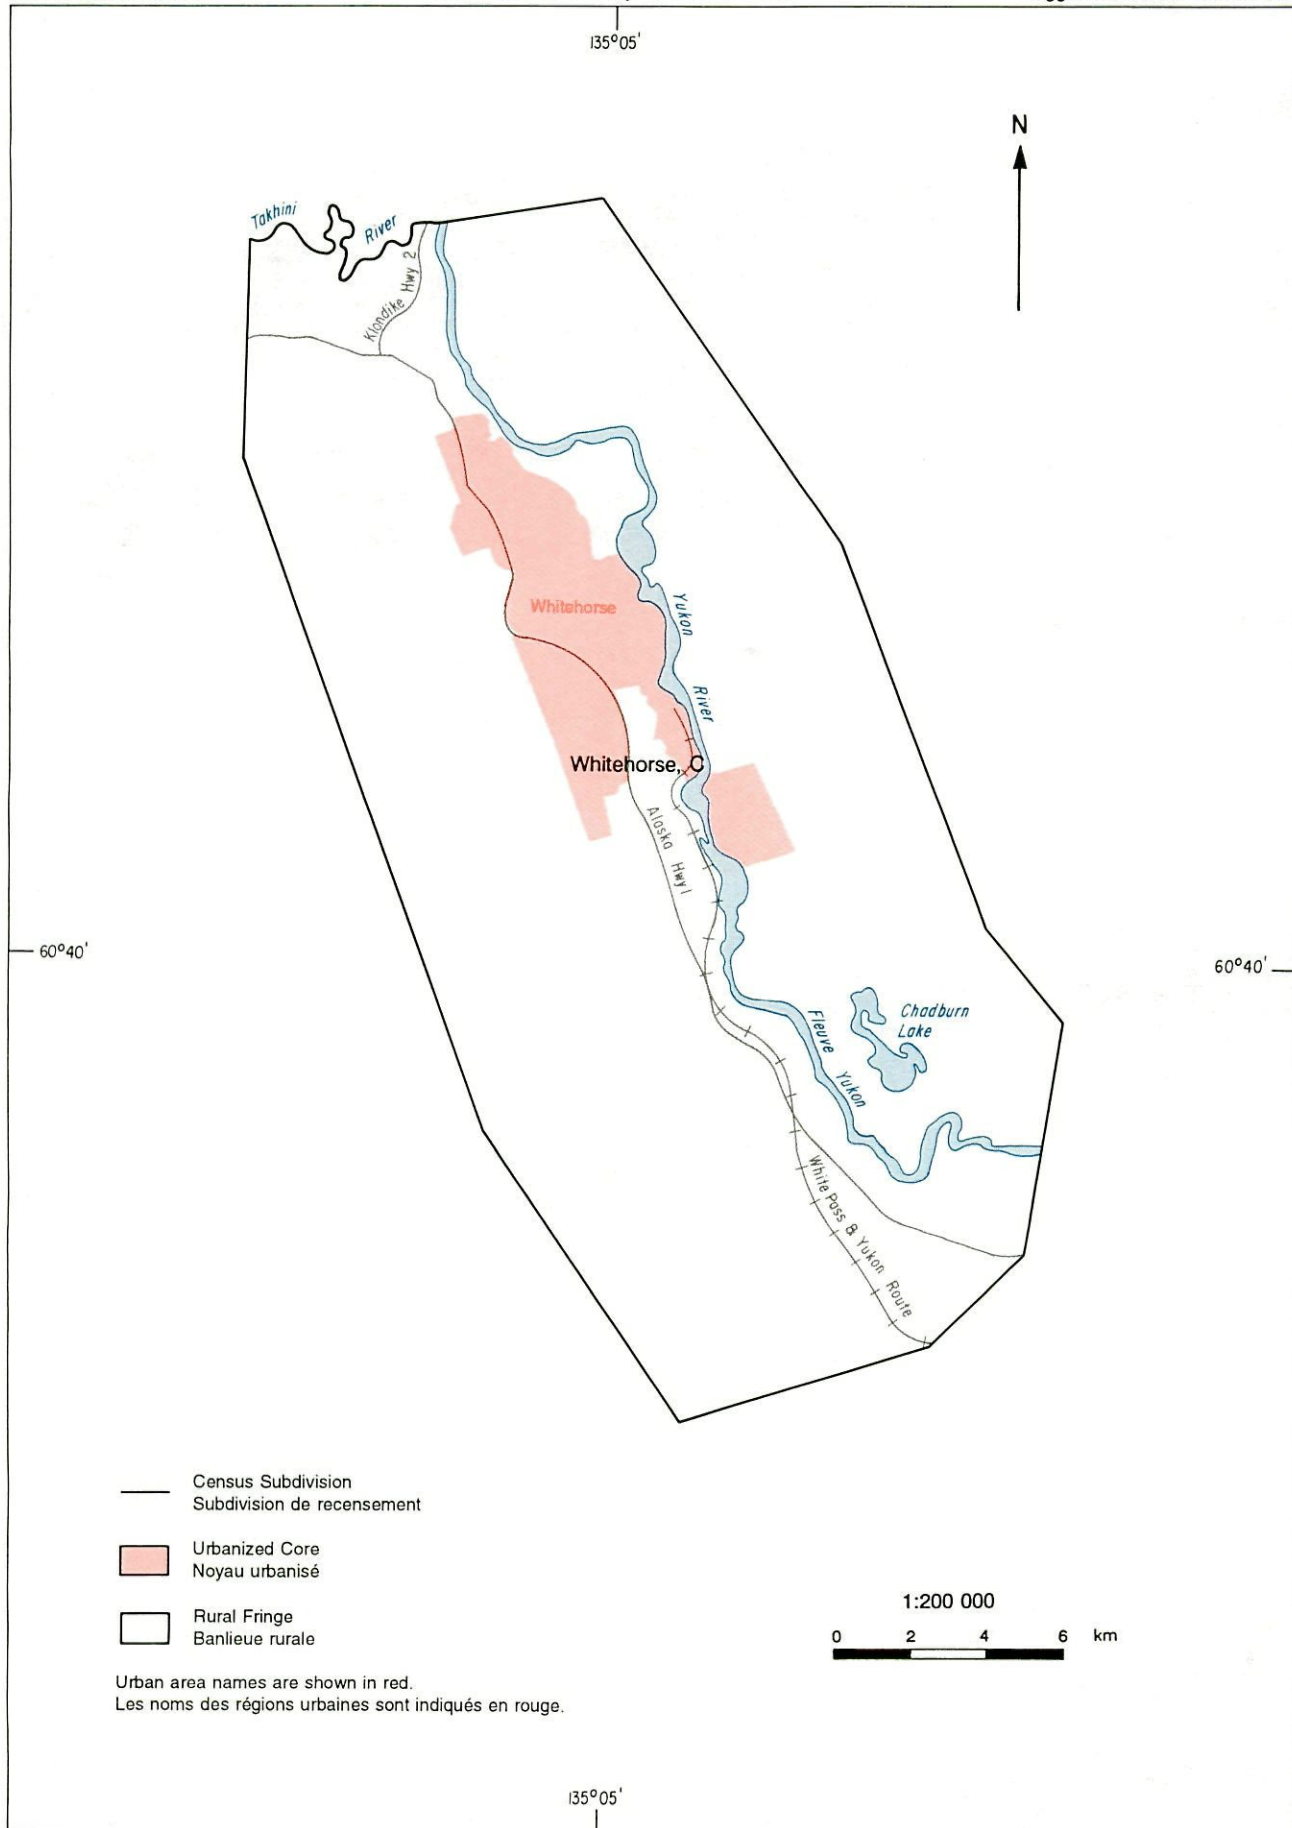 135°05'
N
Takhini
River
Klondike Hwy 2
Whitehorse
Yukon
River
Whitehorse, C
Alaska Hwy 1
2
60°40'
60°40'
Chadburn
Lake
Fleuve Yukon
White Pass & Yukon Route
Census Subdivision
Subdivision de recensement
Urbanized Core
Noyau urbanisé
Rural Fringe
Banlieue rurale
1:200 000
0 2 4 6 km
Urban area names are shown in red.
Les noms des régions urbaines sont indiqués en rouge.
135°05'